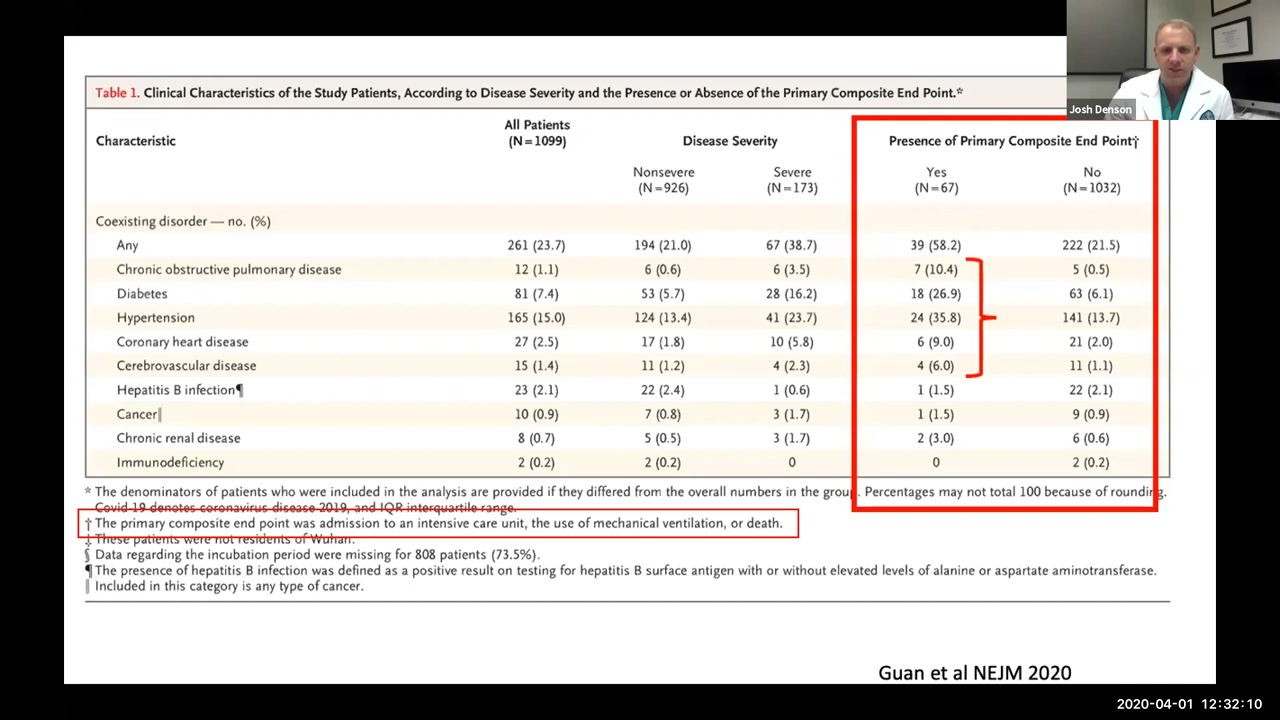 Josh Denson
Table 1. Clinical Characteristics of the Study Patients, According to Disease Severity and the Presence or Absence of the Primary Composite End Point.*
Characteristic All Patients (N=1099) Disease Severity Presence of Primary Composite End Point†
Nonsevere (N=926) Severe (N=173) Yes (N=67) No (N=1032)
Coexisting disorder — no. (%)
Any 261 (23.7) 194 (21.0) 67 (38.7) 39 (58.2) 222 (21.5)
Chronic obstructive pulmonary disease 12 (1.1) 6 (0.6) 6 (3.5) 7 (10.4) 5 (0.5)
Diabetes 81 (7.4) 53 (5.7) 28 (16.2) 18 (26.9) 63 (6.1)
Hypertension 165 (15.0) 124 (13.4) 41 (23.7) 24 (35.8) 141 (13.7)
Coronary heart disease 27 (2.5) 17 (1.8) 10 (5.8) 6 (9.0) 21 (2.0)
Cerebrovascular disease 15 (1.4) 11 (1.2) 4 (2.3) 4 (6.0) 11 (1.1)
Hepatitis B infection¶ 23 (2.1) 22 (2.4) 1 (0.6) 1 (1.5) 22 (2.1)
Cancer‖ 10 (0.9) 7 (0.8) 3 (1.7) 1 (1.5) 9 (0.9)
Chronic renal disease 8 (0.7) 5 (0.5) 3 (1.7) 2 (3.0) 6 (0.6)
Immunodeficiency 2 (0.2) 2 (0.2) 0 0 2 (0.2)
* The denominators of patients who were included in the analysis are provided if they differed from the overall numbers in the group. Percentages may not total 100 because of rounding.
Covid-19 denotes coronavirus disease 2019, and IQR interquartile range.
† The primary composite end point was admission to an intensive care unit, the use of mechanical ventilation, or death.
‡ These patients were not residents of Wuhan.
§ Data regarding the incubation period were missing for 808 patients (73.5%).
¶ The presence of hepatitis B infection was defined as a positive result on testing for hepatitis B surface antigen with or without elevated levels of alanine or aspartate aminotransferase.
‖ Included in this category is any type of cancer.
Guan et al NEJM 2020
2020-04-01 12:32:10